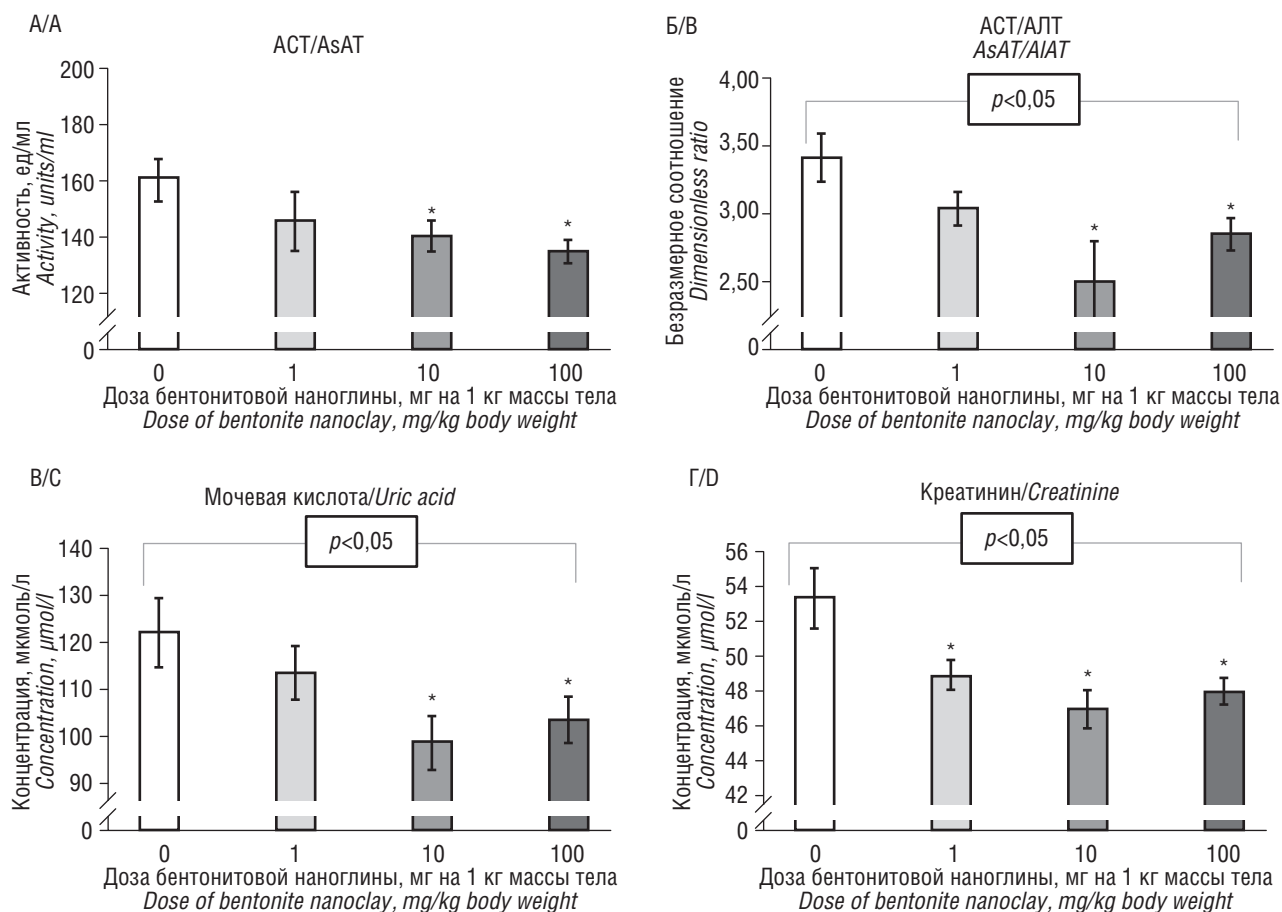 А/A
АСТ/AsAT
Активность, ед/мл
Activity, units/ml
200
180
160
140
120
0
0 1 10 100
Доза бентонитовой наноглины, мг на 1 кг массы тела
Dose of bentonite nanoclay, mg/kg body weight
*
*
Б/B
АСТ/АЛТ
AsAT/AlAT
p<0,05
Безразмерное соотношение
Dimensionless ratio
4,00
3,50
3,00
2,50
0
0 1 10 100
Доза бентонитовой наноглины, мг на 1 кг массы тела
Dose of bentonite nanoclay, mg/kg body weight
*
*
В/C
Мочевая кислота/Uric acid
p<0,05
Концентрация, мкмоль/л
Concentration, μmol/l
140
130
120
110
100
90
0
0 1 10 100
Доза бентонитовой наноглины, мг на 1 кг массы тела
Dose of bentonite nanoclay, mg/kg body weight
*
*
Г/D
Креатинин/Creatinine
p<0,05
Концентрация, мкмоль/л
Concentration, μmol/l
56
54
52
50
48
46
44
42
0
0 1 10 100
Доза бентонитовой наноглины, мг на 1 кг массы тела
Dose of bentonite nanoclay, mg/kg body weight
*
*
*